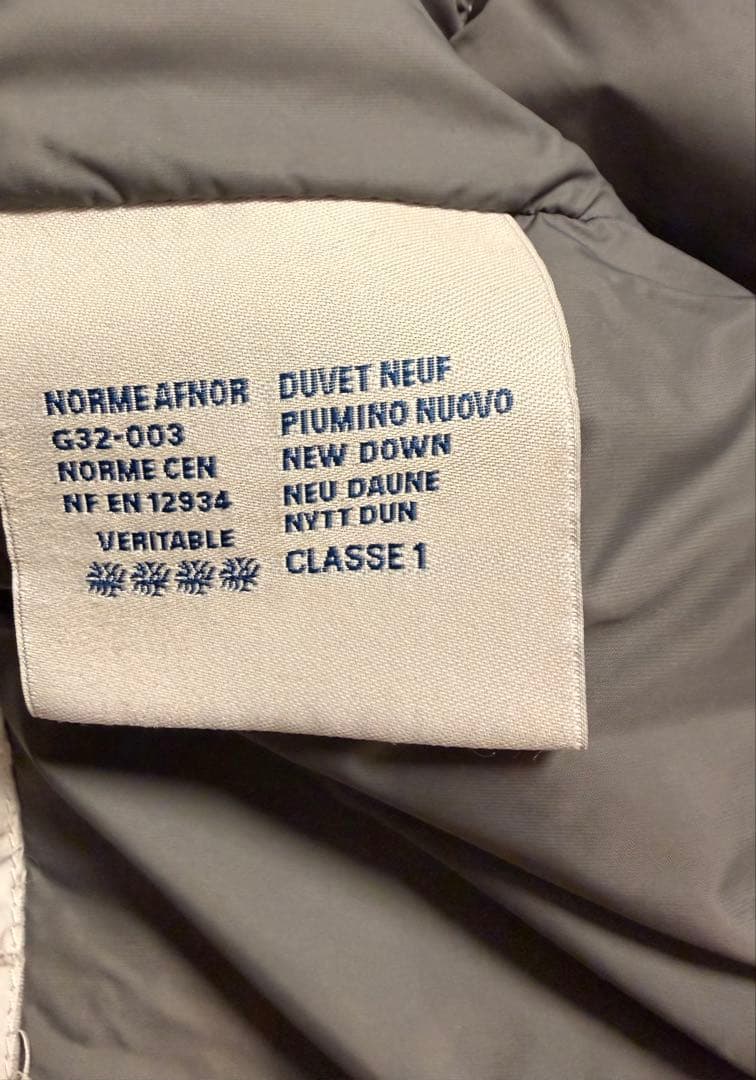 NORME AFNOR
G32-003
NORME CEN
NF EN 12934
VERITABLE
DUVET NEUF
PIUMINO NUOVO
NEW DOWN
NEU DAUNE
NYTT DUN
CLASSE 1